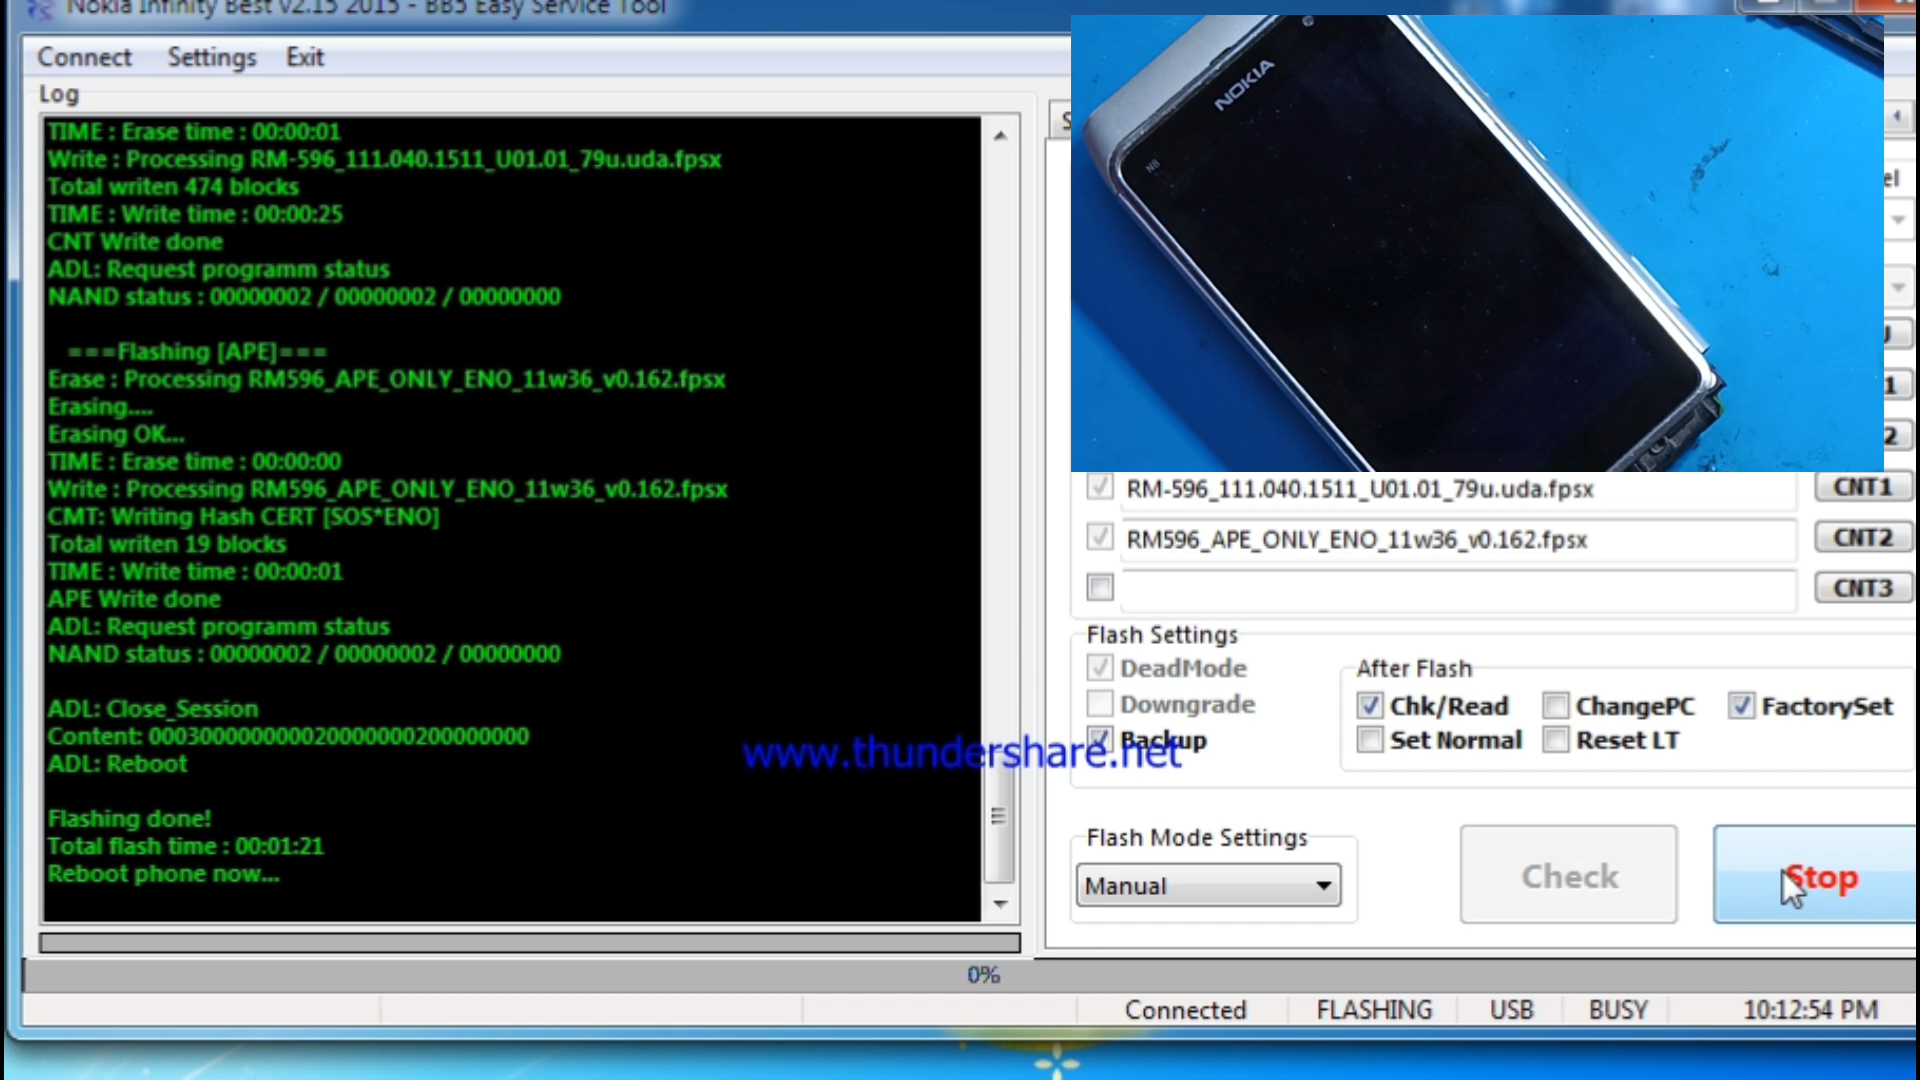 Nokia Infinity Best v2.15 2015 - BB5 Easy Service Tool
Connect Settings Exit
Log
TIME : Erase time : 00:00:01
Write : Processing RM-596_111.040.1511_U01.01_79u.uda.fpsx
Total writen 474 blocks
TIME : Write time : 00:00:25
CNT Write done
ADL: Request programm status
NAND status : 00000002 / 00000002 / 00000000
===Flashing [APE]===
Erase : Processing RM596_APE_ONLY_ENO_11w36_v0.162.fpsx
Erasing....
Erasing OK...
TIME : Erase time : 00:00:00
Write : Processing RM596_APE_ONLY_ENO_11w36_v0.162.fpsx
CMT: Writing Hash CERT [SOS*ENO]
Total writen 19 blocks
TIME : Write time : 00:00:01
APE Write done
ADL: Request programm status
NAND status : 00000002 / 00000002 / 00000000
ADL: Close_Session
Content: 00030000000002000000020000 0000
ADL: Reboot
Flashing done!
Total flash time : 00:01:21
Reboot phone now...
NOKIA
N8
RM-596_111.040.1511_U01.01_79u.uda.fpsx CNT1
RM596_APE_ONLY_ENO_11w36_v0.162.fpsx CNT2
CNT3
Flash Settings
DeadMode
Downgrade
Backup
After Flash
Chk/Read ChangePC FactorySet
Set Normal Reset LT
www.thundershare.net
Flash Mode Settings
Manual
Check
Stop
0%
Connected FLASHING USB BUSY 10:12:54 PM